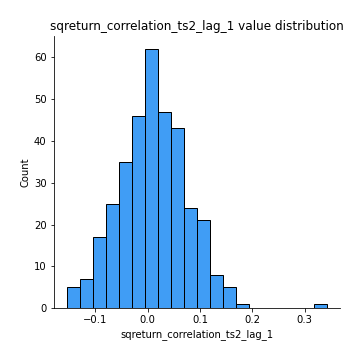 sqreturn_correlation_ts2_lag_1 value distribution
60
50
40
30
20
10
0
Count
−0.1 0.0 0.1 0.2 0.3
sqreturn_correlation_ts2_lag_1